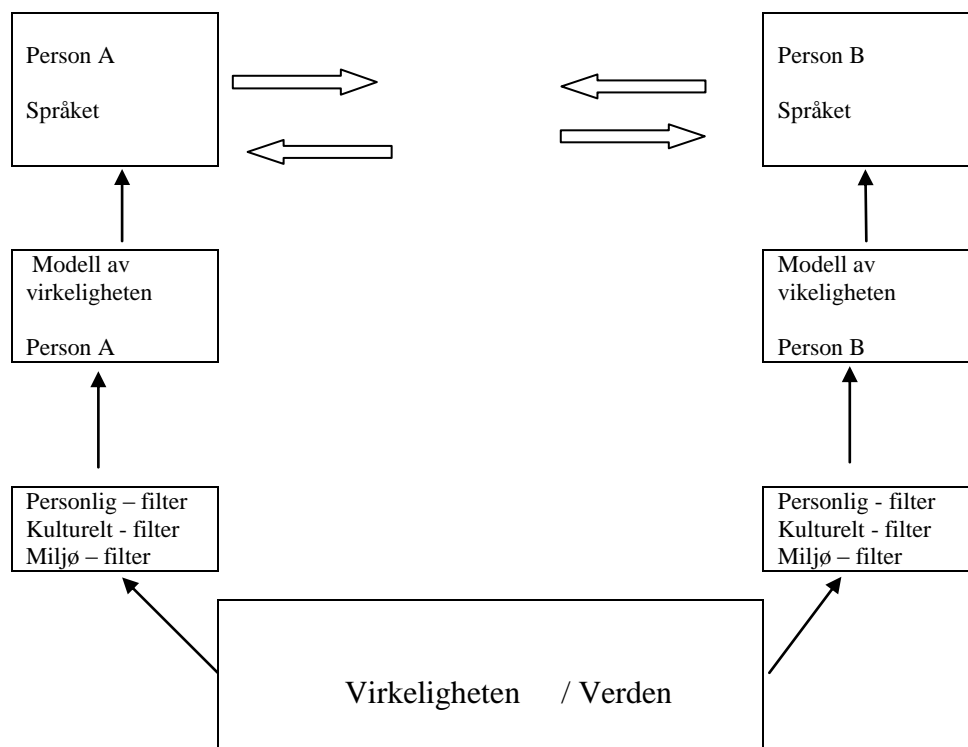 Person A
Språket
Person B
Språket
Modell av
virkeligheten
Person A
Modell av
vikeligheten
Person B
Personlig – filter
Kulturelt - filter
Miljø – filter
Personlig - filter
Kulturelt - filter
Miljø – filter
Virkeligheten / Verden